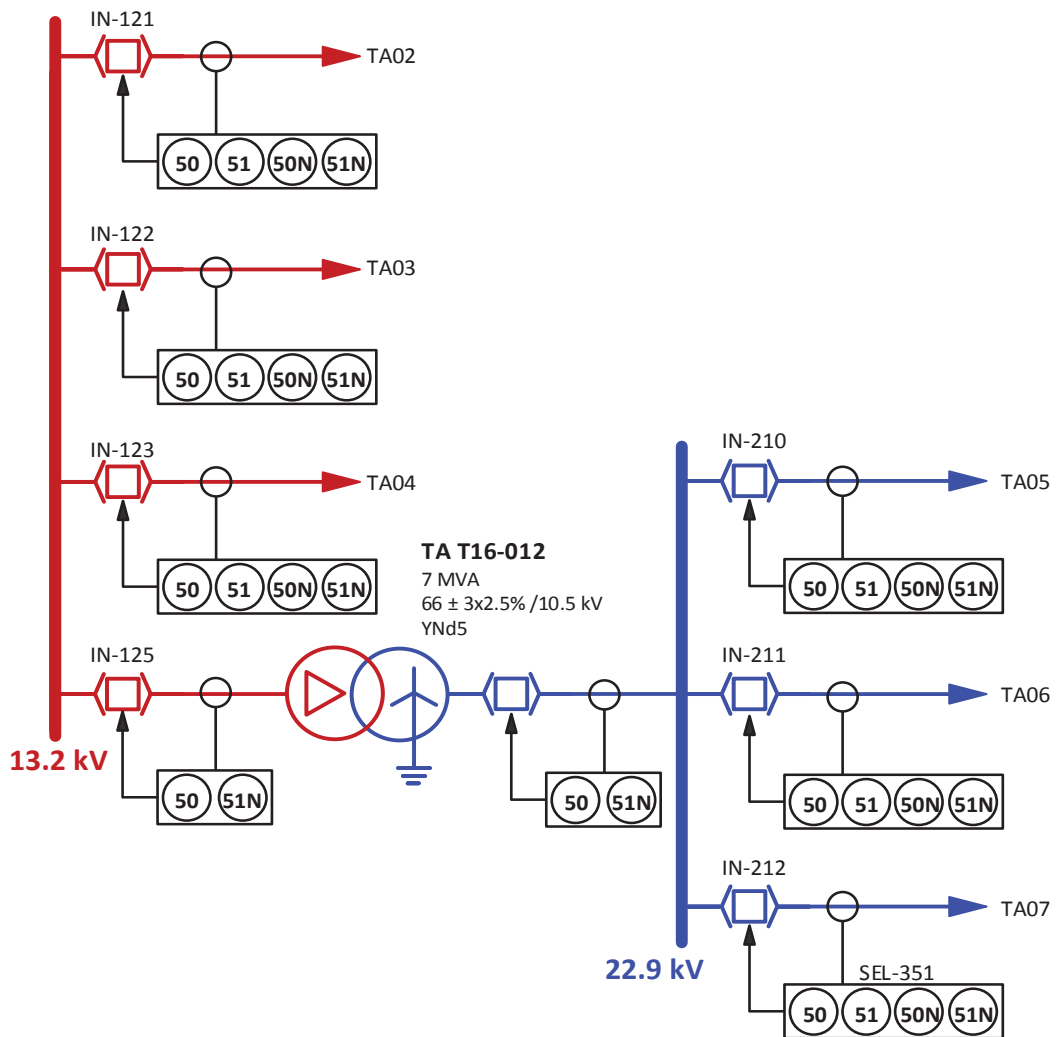 IN-121
TA02
50 51 50N 51N
IN-122
TA03
50 51 50N 51N
IN-123
TA04
50 51 50N 51N
IN-125
13.2 kV
50 51N
TA T16-012
7 MVA
66 ± 3x2.5% /10.5 kV
YNd5
50 51N
IN-210
TA05
50 51 50N 51N
IN-211
TA06
50 51 50N 51N
IN-212
TA07
22.9 kV
SEL-351
50 51 50N 51N